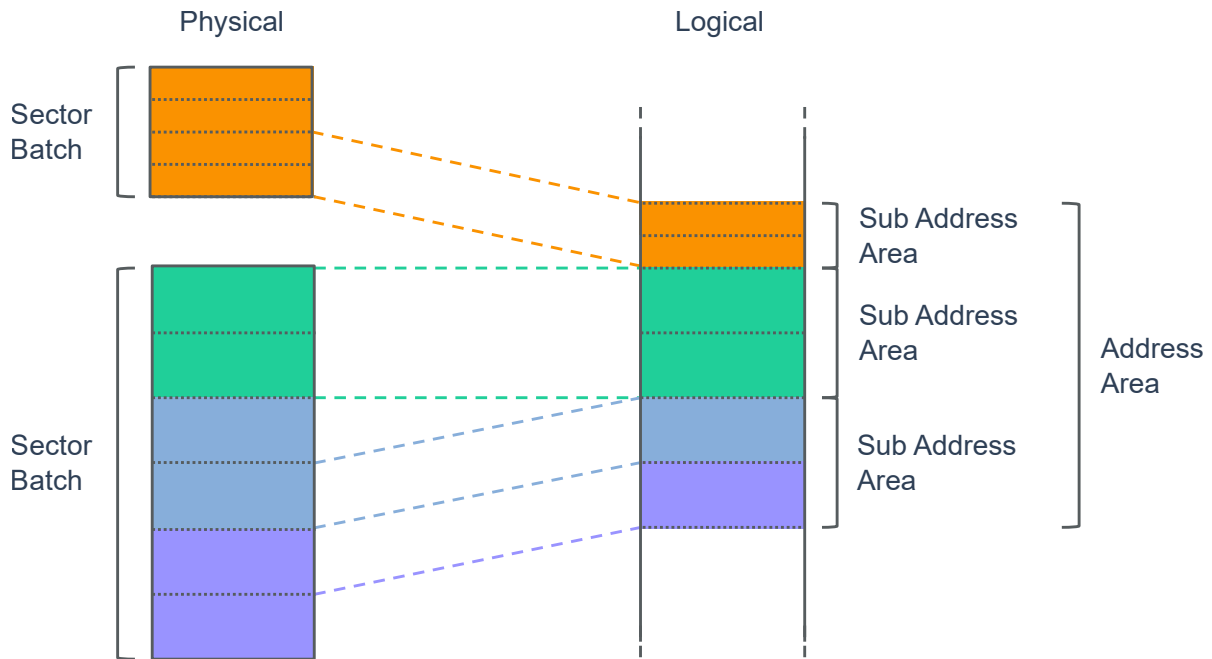 Physical
Logical
Sector
Batch
Sub Address
Area
Sub Address
Area
Address
Area
Sector
Batch
Sub Address
Area